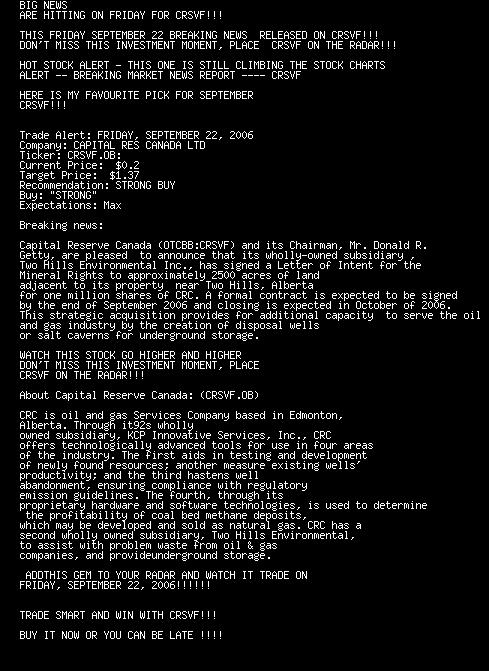 BIG NEWS
ARE HITTING ON FRIDAY FOR CRSVF!!!
THIS FRIDAY SEPTEMBER 22 BREAKING NEWS  RELEASED ON CRSVF!!!
DON'T MISS THIS INVESTMENT MOMENT, PLACE  CRSVF ON THE RADAR!!!
HOT STOCK ALERT - THIS ONE IS STILL CLIMBING THE STOCK CHARTS
ALERT -- BREAKING MARKET NEWS REPORT ---- CRSVF
HERE IS MY FAVOURITE PICK FOR SEPTEMBER
CRSVF!!!
Trade Alert: FRIDAY, SEPTEMBER 22, 2006
Company: CAPITAL RES CANADA LTD
Ticker: CRSVF.OB:
Current Price:  $0.2
Target Price:  $1.37
Recommendation: STRONG BUY
Buy: "STRONG"
Expectations: Max
Breaking news:
Capital Reserve Canada (OTCBB:CRSVF) and its Chairman, Mr. Donald R.
Getty, are pleased  to announce that its wholly-owned subsidiary ,
Two Hills Environmental Inc., has signed a Letter of Intent for the
Mineral Rights to approximately 2500 acres of land
adjacent to its property  near Two Hills, Alberta
for one million shares of CRC. A formal contract is expected to be signed
by the end of September 2006 and closing is expected in October of 2006.
This strategic acquisition provides for additional capacity  to serve the oil
and gas industry by the creation of disposal wells
or salt caverns for underground storage.
WATCH THIS STOCK GO HIGHER AND HIGHER
DON'T MISS THIS INVESTMENT MOMENT, PLACE
CRSVF ON THE RADAR!!!
About Capital Reserve Canada: (CRSVF.OB)
CRC is oil and gas Services Company based in Edmonton,
Alberta. Through it92s wholly
owned subsidiary, KCP Innovative Services, Inc., CRC
offers technologically advanced tools for use in four areas
of the industry. The first aids in testing and development
of newly found resources; another measure existing wells'
productivity; and the third hastens well
abandonment, ensuring compliance with regulatory
emission guidelines. The fourth, through its
proprietary hardware and software technologies, is used to determine
the profitability of coal bed methane deposits,
which may be developed and sold as natural gas. CRC has a
second wholly owned subsidiary, Two Hills Environmental,
to assist with problem waste from oil & gas
companies, and provideunderground storage.
ADDTHIS GEM TO YOUR RADAR AND WATCH IT TRADE ON
FRIDAY, SEPTEMBER 22, 2006!!!!!!
TRADE SMART AND WIN WITH CRSVF!!!
BUY IT NOW OR YOU CAN BE LATE !!!!